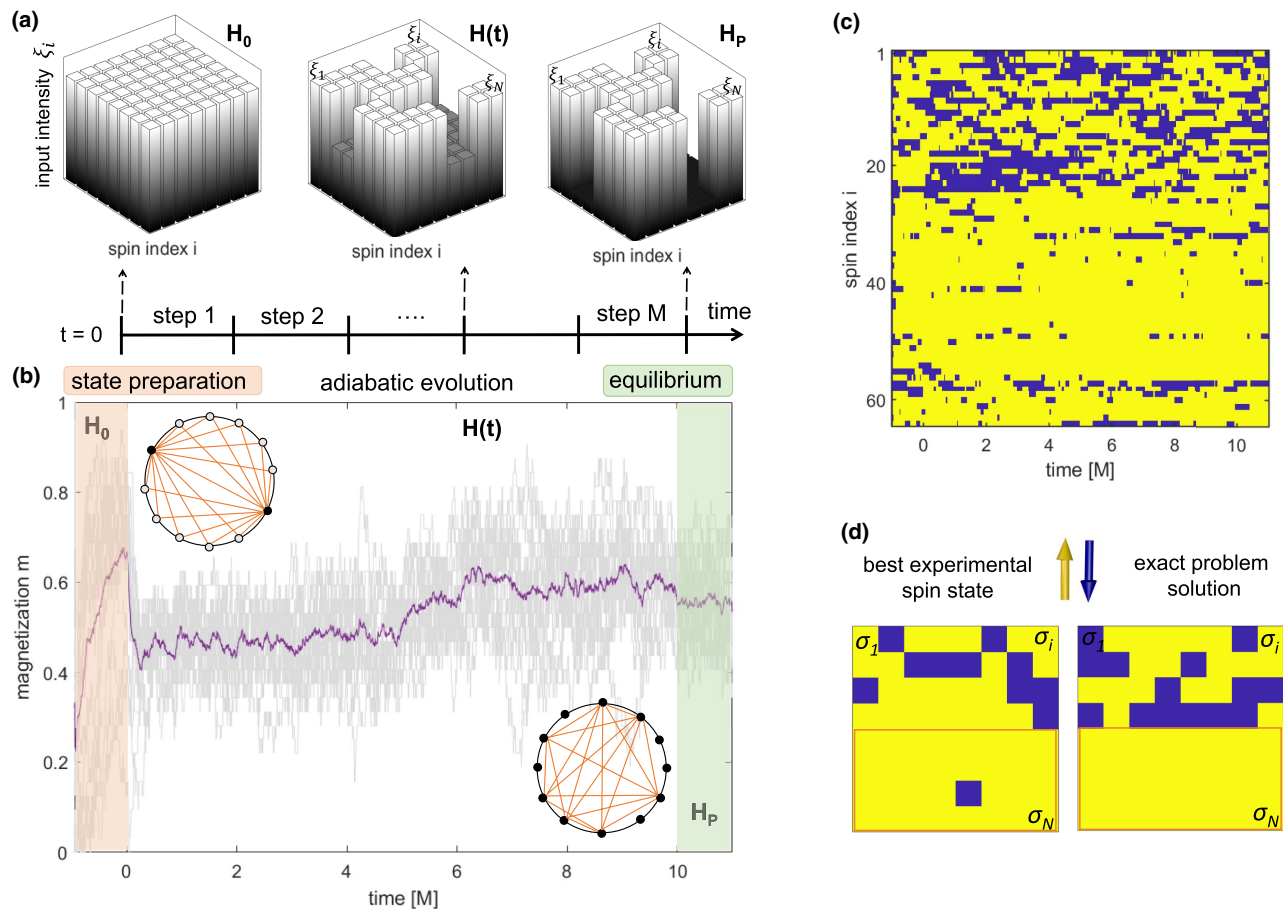 (a)
H₀
H(t)
H_P
input intensity ξ_i
ξ_1
ξ_i
ξ_N
ξ_1
ξ_i
ξ_N
spin index i
spin index i
spin index i
t = 0
step 1
step 2
....
step M
time
(b)
state preparation
adiabatic evolution
equilibrium
magnetization m
1
0.8
0.6
0.4
0.2
0
H₀
H(t)
H_P
0
2
4
6
8
10
time [M]
(c)
spin index i
1
20
40
60
0
2
4
6
8
10
time [M]
(d)
best experimental
spin state
exact problem
solution
σ_1
σ_i
σ_N
σ_1
σ_i
σ_N